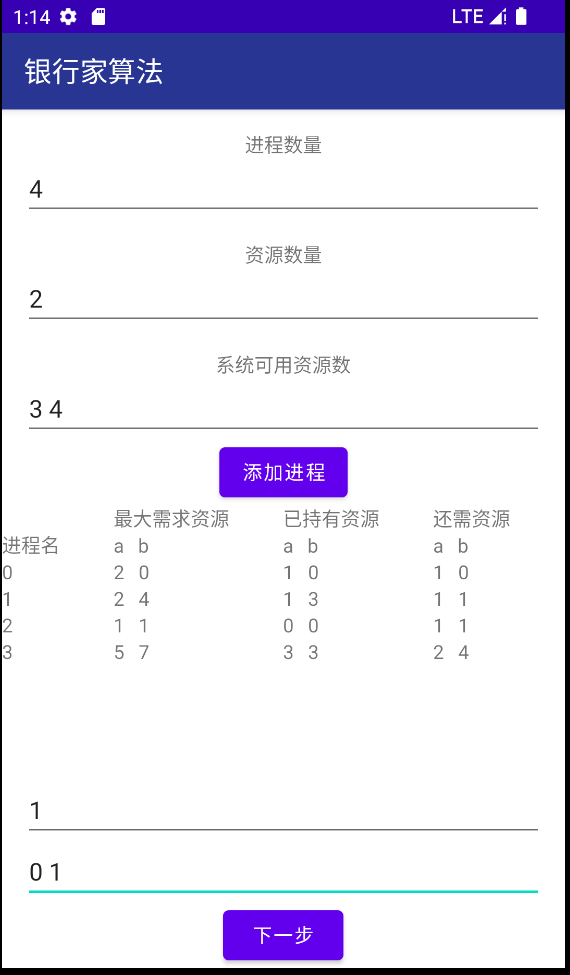 1:14 LTE
银行家算法
进程数量
4
资源数量
2
系统可用资源数
3 4
添加进程
最大需求资源 已持有资源 还需资源
进程名 a b a b a b
0 2 0 1 0 1 0
1 2 4 1 3 1 1
2 1 1 0 0 1 1
3 5 7 3 3 2 4
1
0 1
下一步